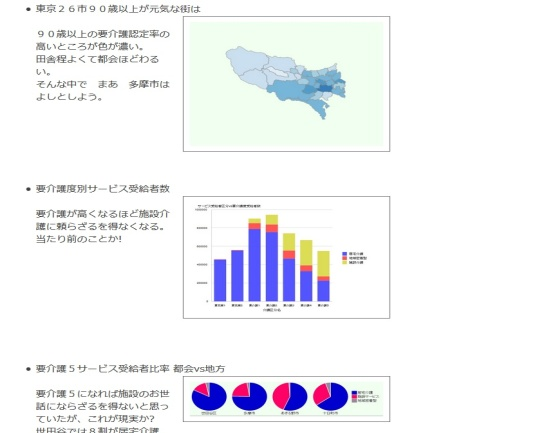 東京２６市９０歳以上が元気な街は
９０歳以上の要介護認定率の
高いところが色が濃い。
田舎程よくて都会ほどわる
い。
そんな中で　まあ　多摩市は
よしとしよう。
要介護度別サービス受給者数
要介護が高くなるほど施設介
護に頼らざるを得なくなる。
当たり前のことか!
要介護５サービス受給者比率 都会vs地方
要介護５になれば施設のお世
話にならざるを得ないと思っ
ていたが、これが現実か?
世田谷では８割が居宅介護